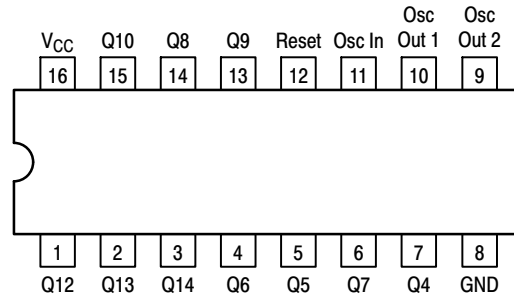 Osc Osc
V_CC Q10 Q8 Q9 Reset Osc In Out 1 Out 2
16 15 14 13 12 11 10 9
1 2 3 4 5 6 7 8
Q12 Q13 Q14 Q6 Q5 Q7 Q4 GND